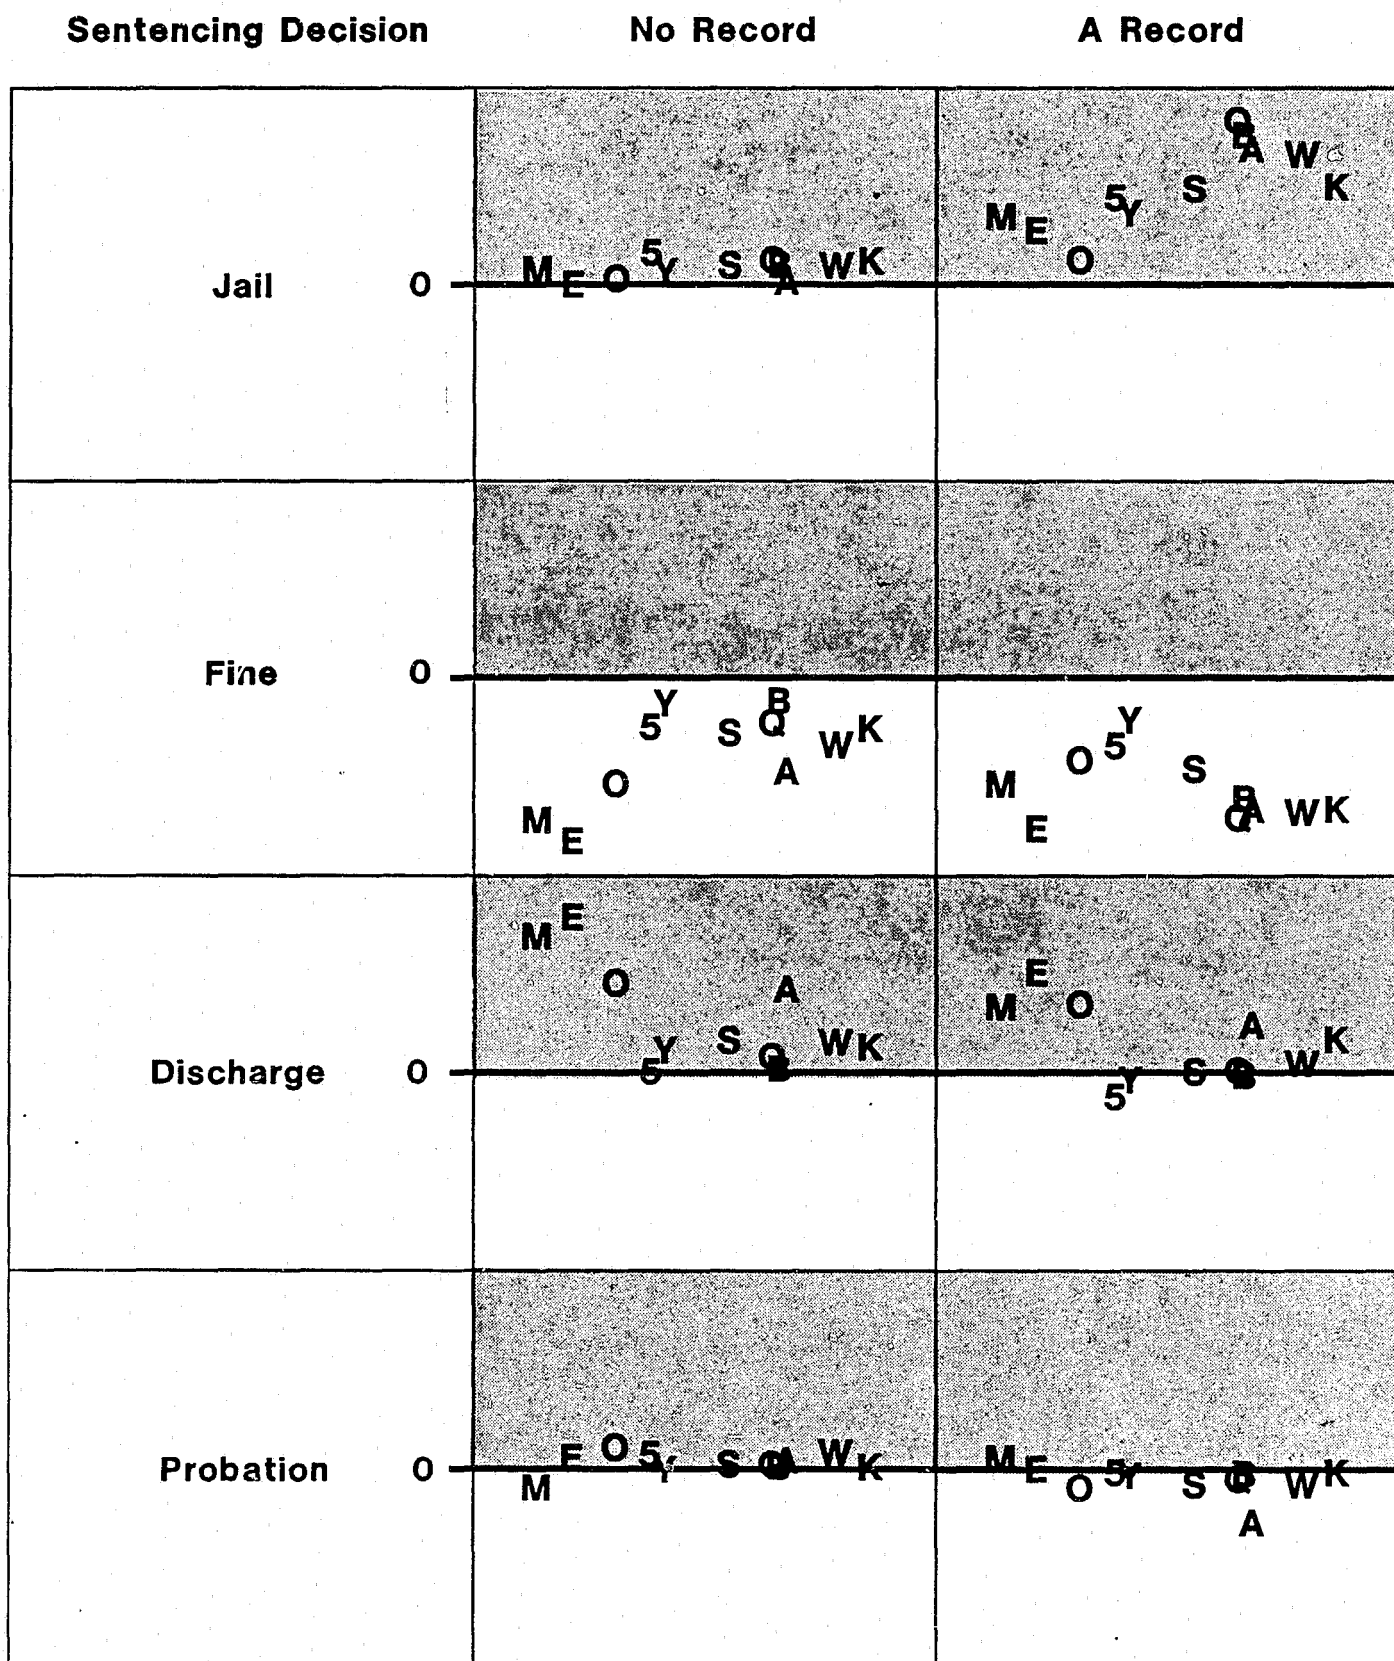 Sentencing Decision No Record A Record
Q
B
A W
K
5
S
M Y
E
O
5
M Y S Q B W K
E O A
Jail 0
Fine 0
Y B
5 S Q W K
A
O
M
E
Y
5
O S
M
B
A W K
Q
E
E
M
O A
S W K
Y Q
5 B
E
M O
A
K
W
S Q B
Y
5
Discharge 0
E O 5 Y S Q B A W K
M
M E 5 Y K
O S Q B W
A
Probation 0